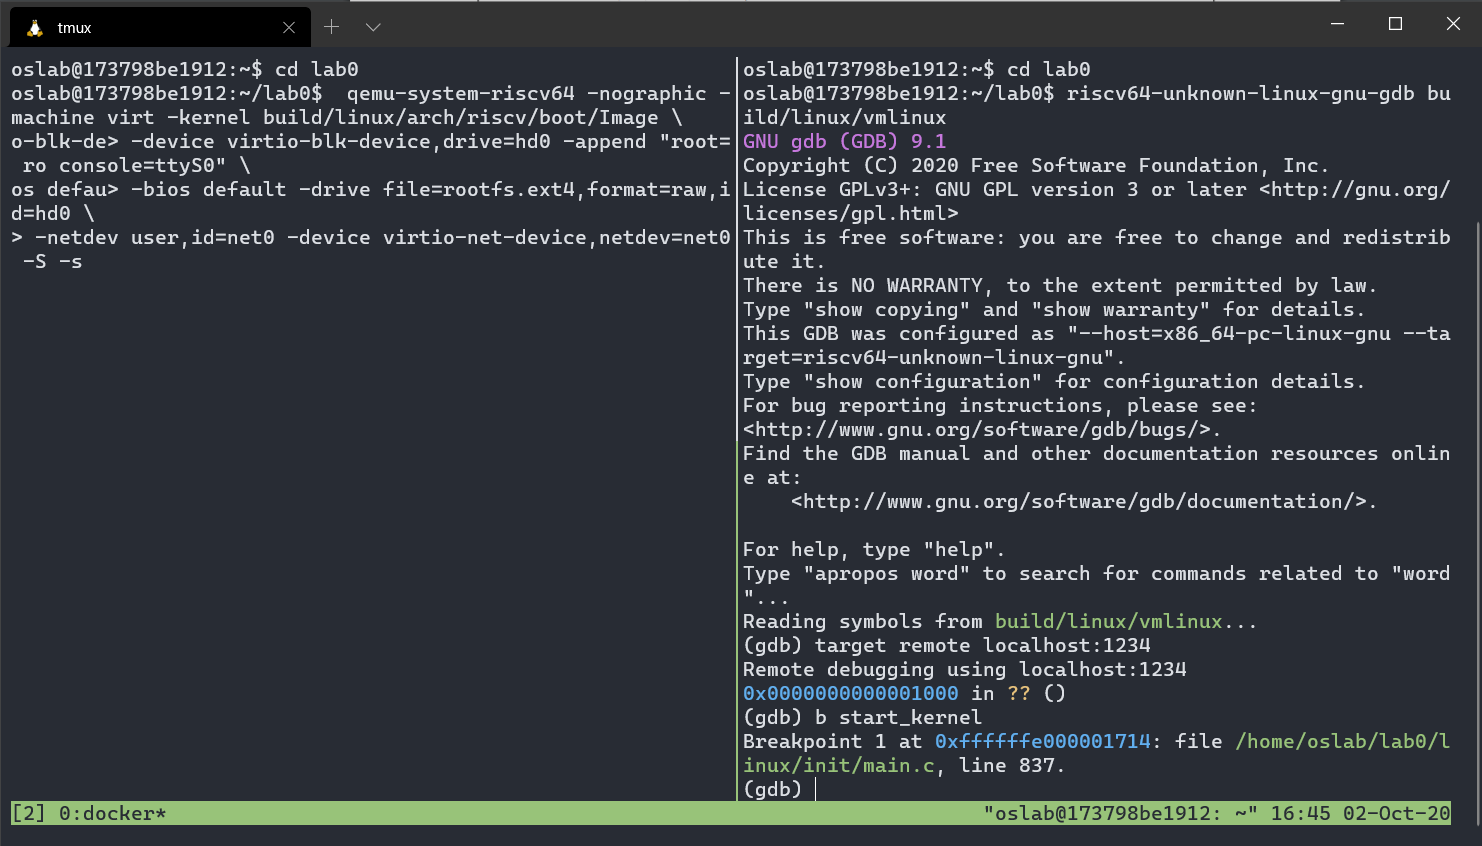 tmux
oslab@173798be1912:~$ cd lab0
oslab@173798be1912:~/lab0$  qemu-system-riscv64 -nographic -
machine virt -kernel build/linux/arch/riscv/boot/Image \
o-blk-de> -device virtio-blk-device,drive=hd0 -append "root=
 ro console=ttyS0" \
os defau> -bios default -drive file=rootfs.ext4,format=raw,i
d=hd0 \
> -netdev user,id=net0 -device virtio-net-device,netdev=net0
 -S -s
oslab@173798be1912:~$ cd lab0
oslab@173798be1912:~/lab0$ riscv64-unknown-linux-gnu-gdb bu
ild/linux/vmlinux
GNU gdb (GDB) 9.1
Copyright (C) 2020 Free Software Foundation, Inc.
License GPLv3+: GNU GPL version 3 or later <http://gnu.org/
licenses/gpl.html>
This is free software: you are free to change and redistrib
ute it.
There is NO WARRANTY, to the extent permitted by law.
Type "show copying" and "show warranty" for details.
This GDB was configured as "--host=x86_64-pc-linux-gnu --ta
rget=riscv64-unknown-linux-gnu".
Type "show configuration" for configuration details.
For bug reporting instructions, please see:
<http://www.gnu.org/software/gdb/bugs/>.
Find the GDB manual and other documentation resources onlin
e at:
    <http://www.gnu.org/software/gdb/documentation/>.
For help, type "help".
Type "apropos word" to search for commands related to "word
"...
Reading symbols from build/linux/vmlinux...
(gdb) target remote localhost:1234
Remote debugging using localhost:1234
0x0000000000001000 in ?? ()
(gdb) b start_kernel
Breakpoint 1 at 0xffffffe000001714: file /home/oslab/lab0/l
inux/init/main.c, line 837.
(gdb)
[2] 0:docker* "oslab@173798be1912: ~" 16:45 02-Oct-20